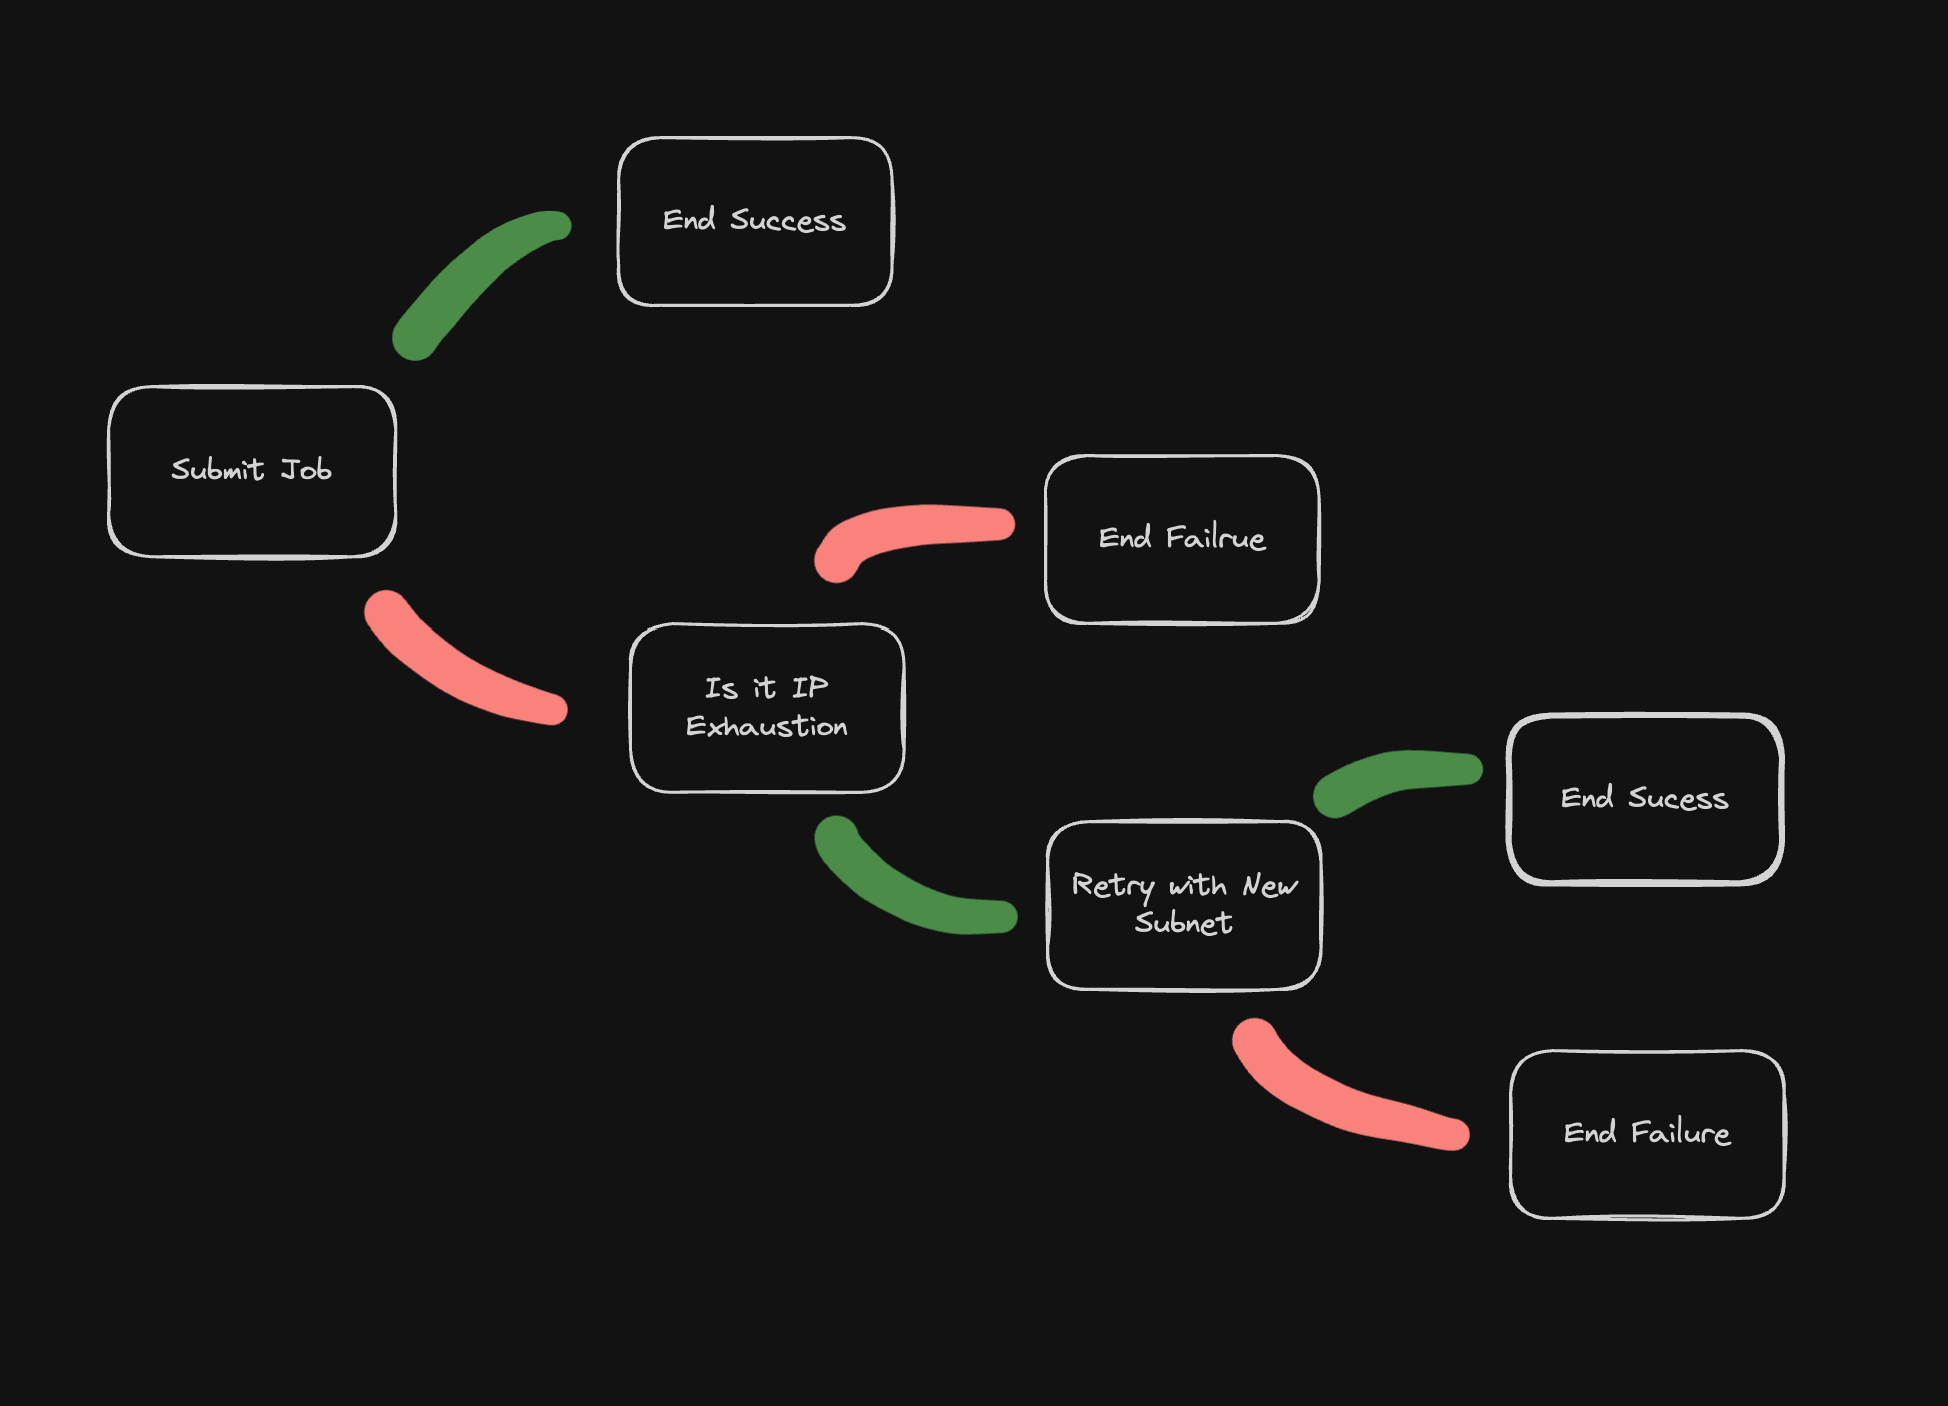 End Success
Submit Job
End Failrue
Is it IP
Exhaustion
End Sucess
Retry with New
Subnet
End Failure